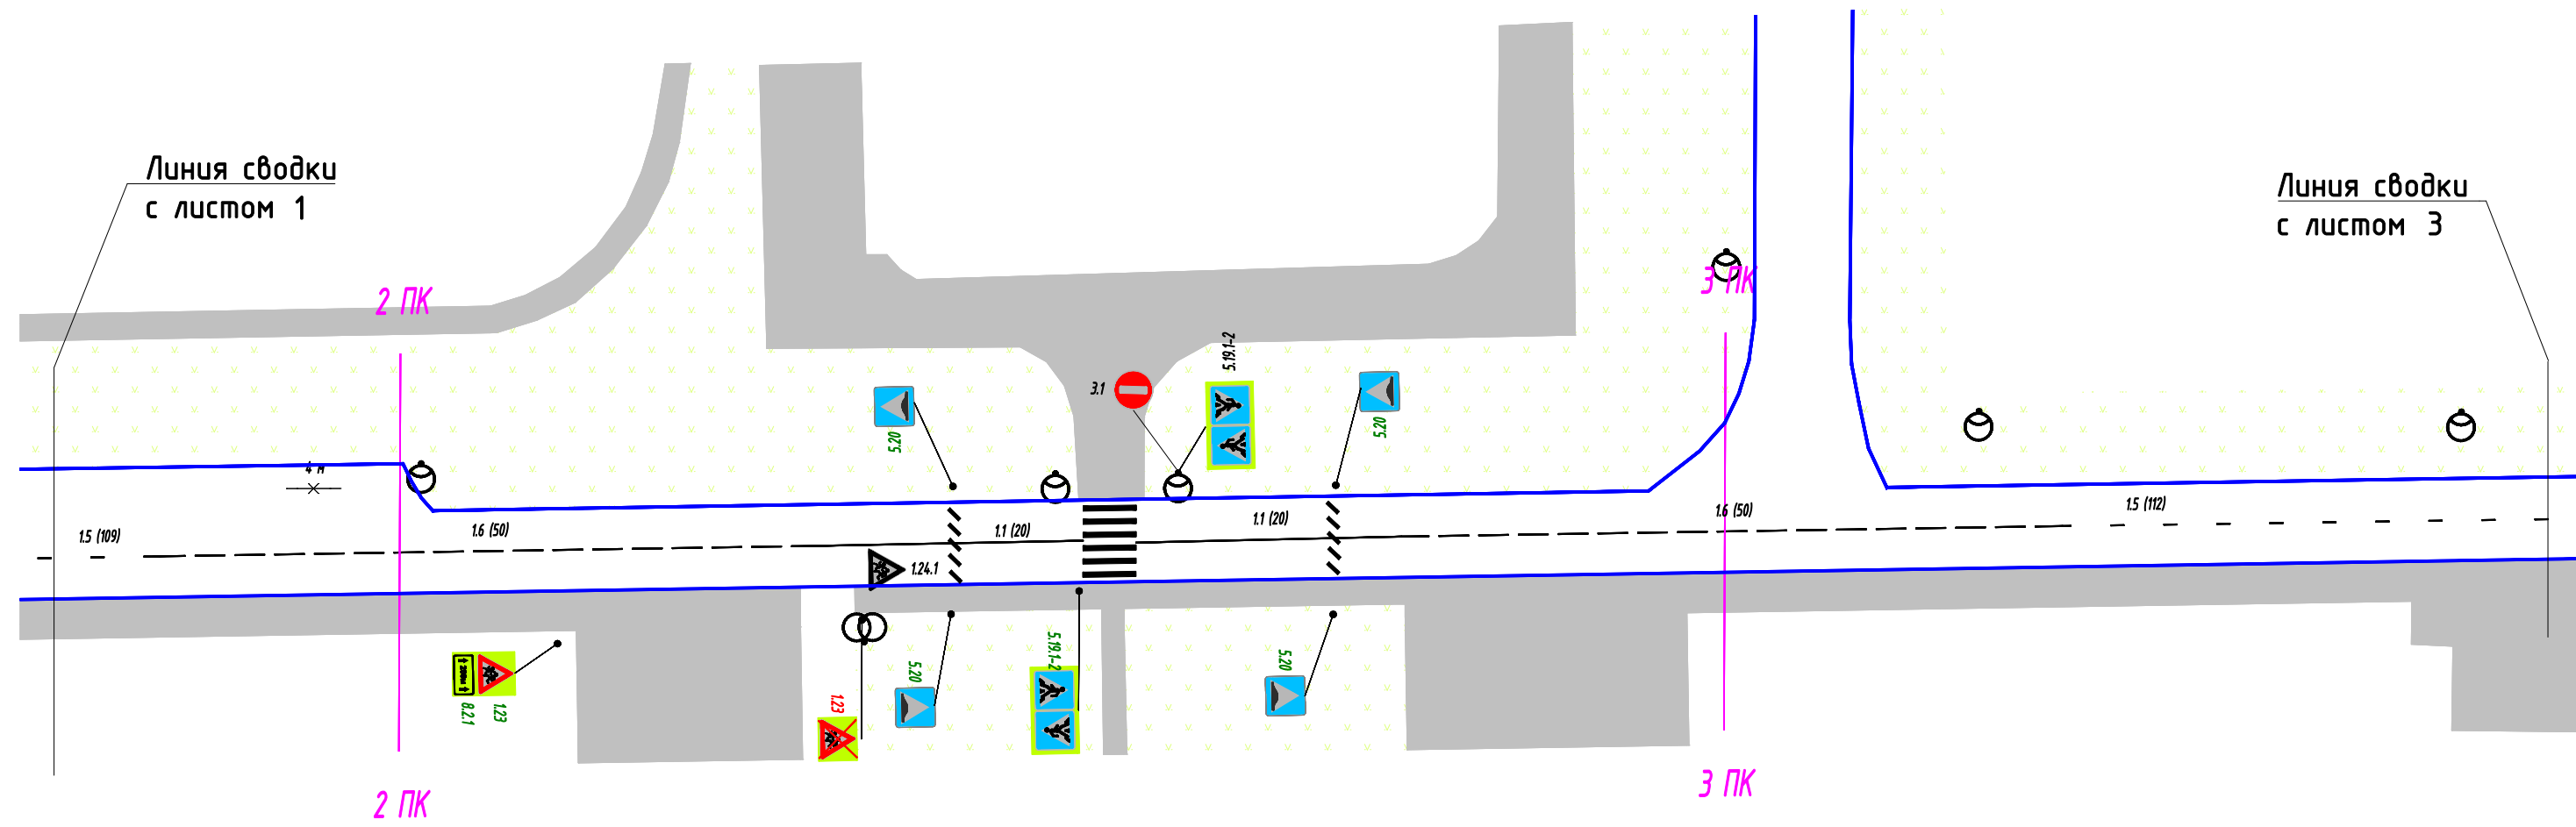 Линия сводки
с листом 1
Линия сводки
с листом 3
2 ПК
3 ПК
5.19.1-2
3.1
5.20
5.20
4 м
1.5 (109)
1.6 (50)
1.1 (20)
1.1 (20)
1.6 (50)
1.5 (112)
1.24.1
200м
8.2.1
1.23
1.23
5.20
5.19.1-2
5.20
2 ПК
3 ПК